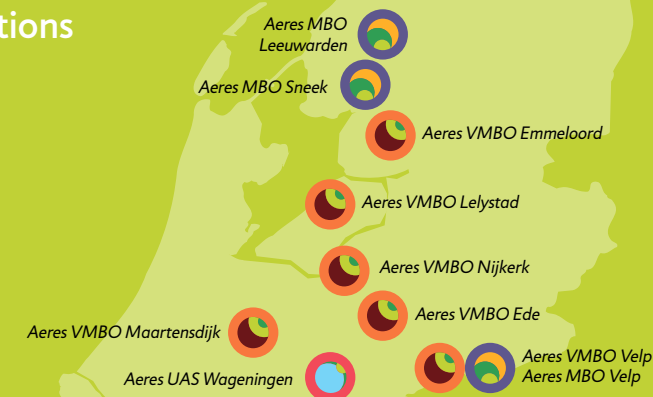 tions
Aeres MBO
Leeuwarden
Aeres MBO Sneek
Aeres VMBO Emmeloord
Aeres VMBO Lelystad
Aeres VMBO Nijkerk
Aeres VMBO Ede
Aeres VMBO Maartensdijk
Aeres VMBO Velp
Aeres MBO Velp
Aeres UAS Wageningen